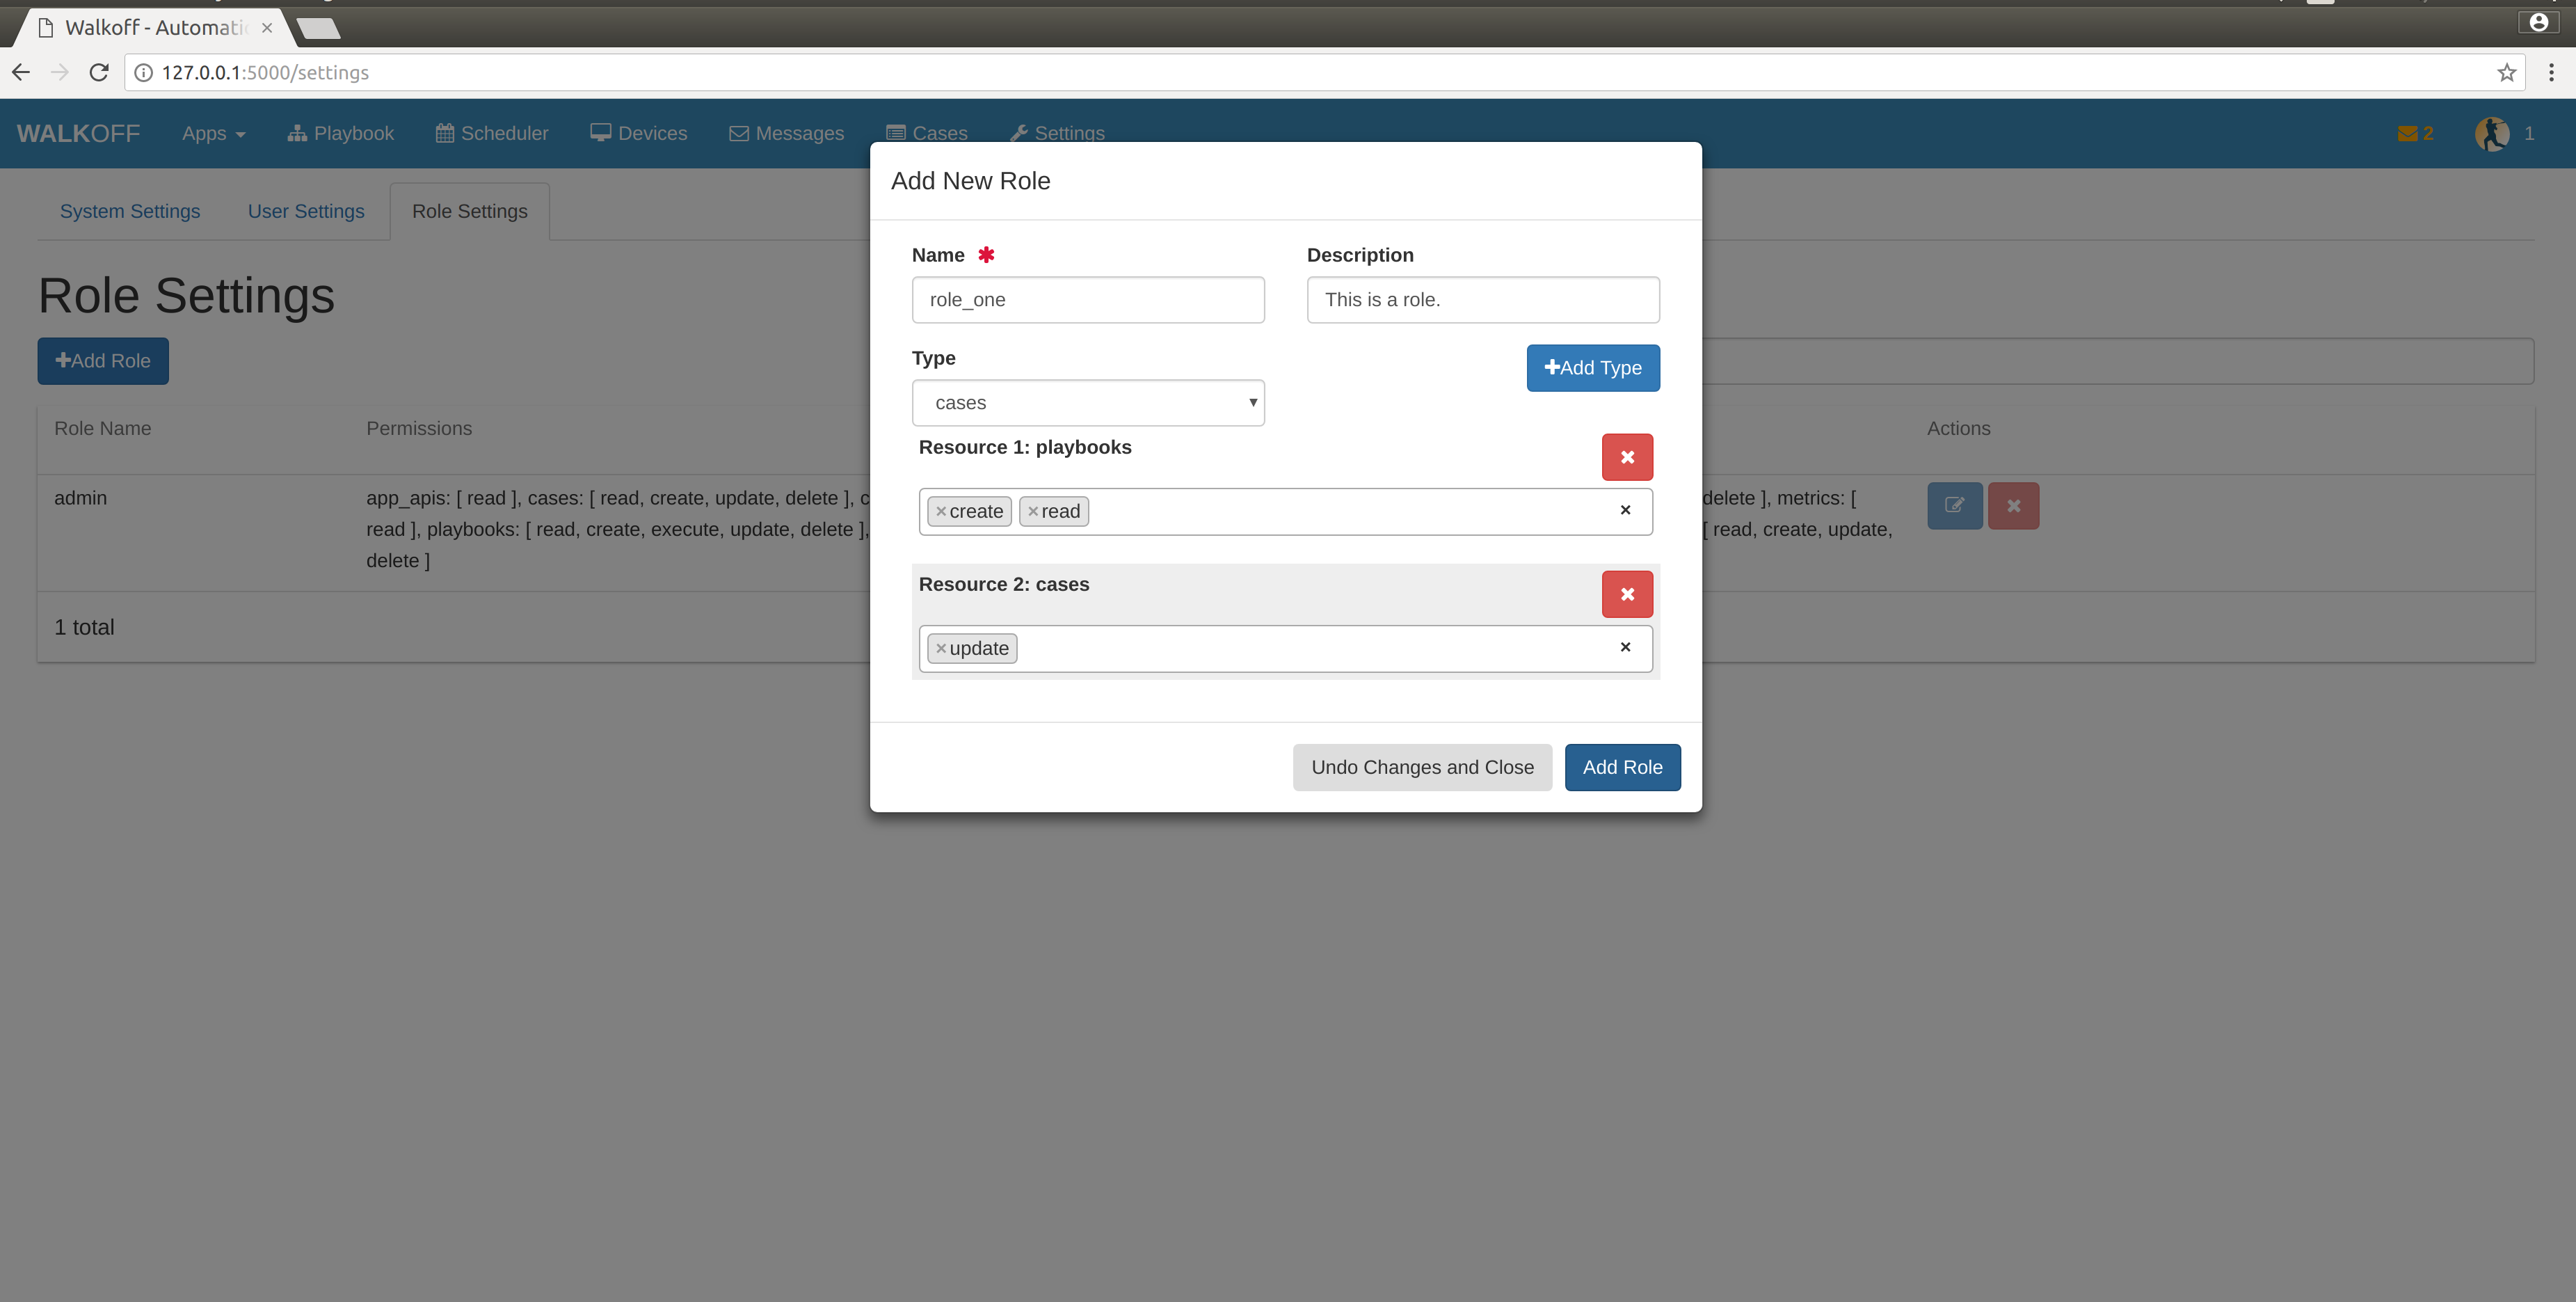 Walkoff - Automati
127.0.0.1:5000/settings
WALKOFF Apps Playbook Scheduler Devices Messages Cases Settings 2 1
System Settings User Settings Role Settings
Role Settings
Add Role
Role Name Permissions Actions
admin
app_apis: [ read ], cases: [ read, create, update, delete ], c
delete ], metrics: [
read ], playbooks: [ read, create, execute, update, delete ],
[ read, create, update,
delete ]
1 total
Add New Role
Name Description
role_one This is a role.
Type
Add Type
cases
Resource 1: playbooks
×create ×read ×
Resource 2: cases
×update ×
Undo Changes and Close Add Role